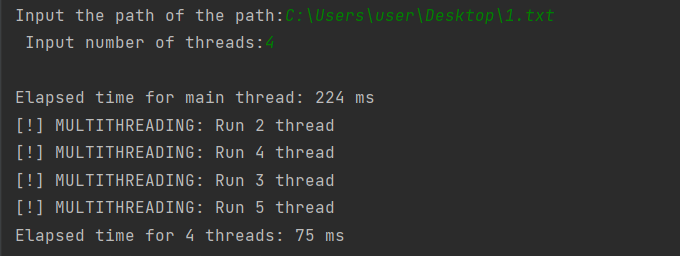 Input the path of the path:C:\Users\user\Desktop\1.txt
Input number of threads:4
Elapsed time for main thread: 224 ms
[!] MULTITHREADING: Run 2 thread
[!] MULTITHREADING: Run 4 thread
[!] MULTITHREADING: Run 3 thread
[!] MULTITHREADING: Run 5 thread
Elapsed time for 4 threads: 75 ms